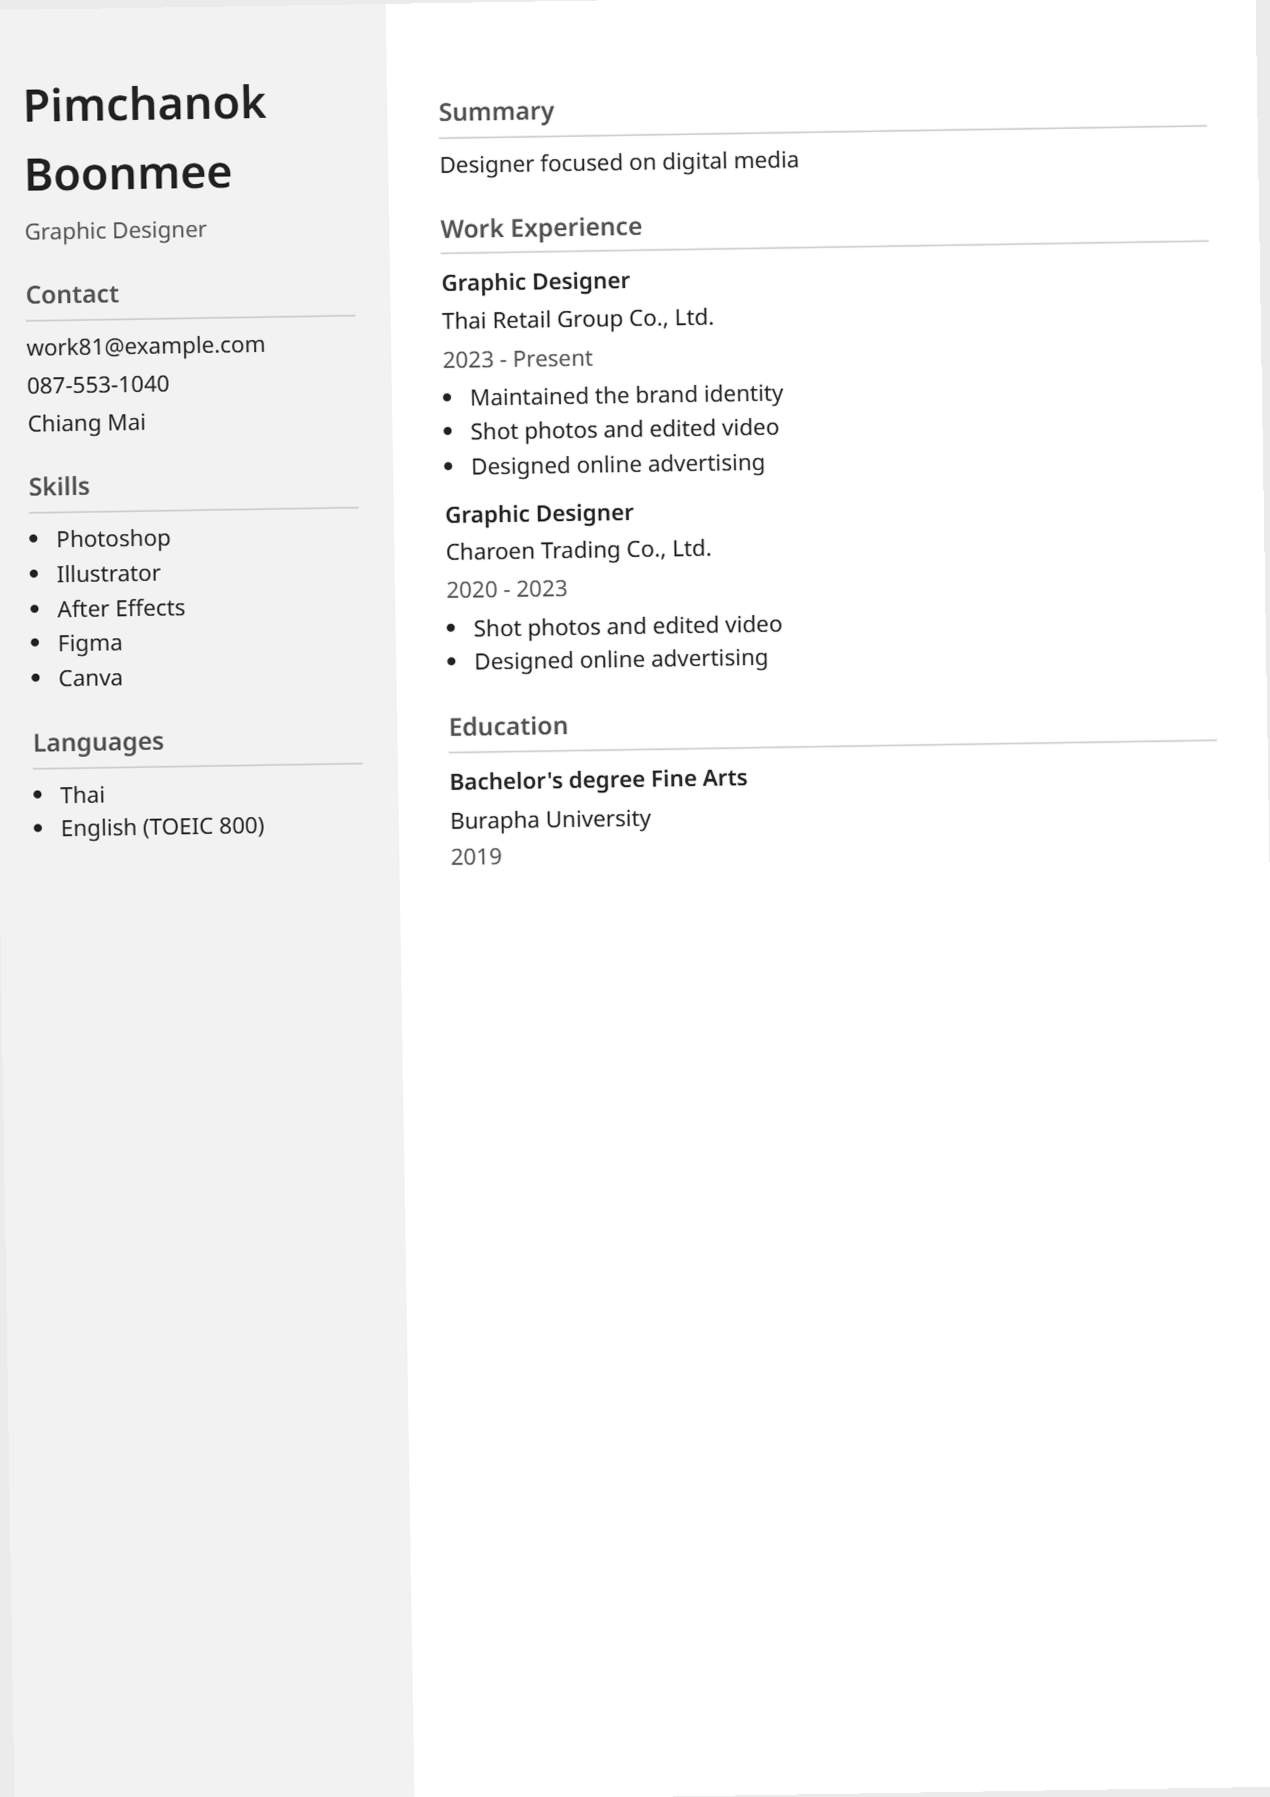 Pimchanok
Boonmee
Graphic Designer
Contact
work81@example.com
087-553-1040
Chiang Mai
Skills
• Photoshop
• Illustrator
• After Effects
• Figma
• Canva
Languages
• Thai
• English (TOEIC 800)
Summary
Designer focused on digital media
Work Experience
Graphic Designer
Thai Retail Group Co., Ltd.
2023 - Present
• Maintained the brand identity
• Shot photos and edited video
• Designed online advertising
Graphic Designer
Charoen Trading Co., Ltd.
2020 - 2023
• Shot photos and edited video
• Designed online advertising
Education
Bachelor's degree Fine Arts
Burapha University
2019